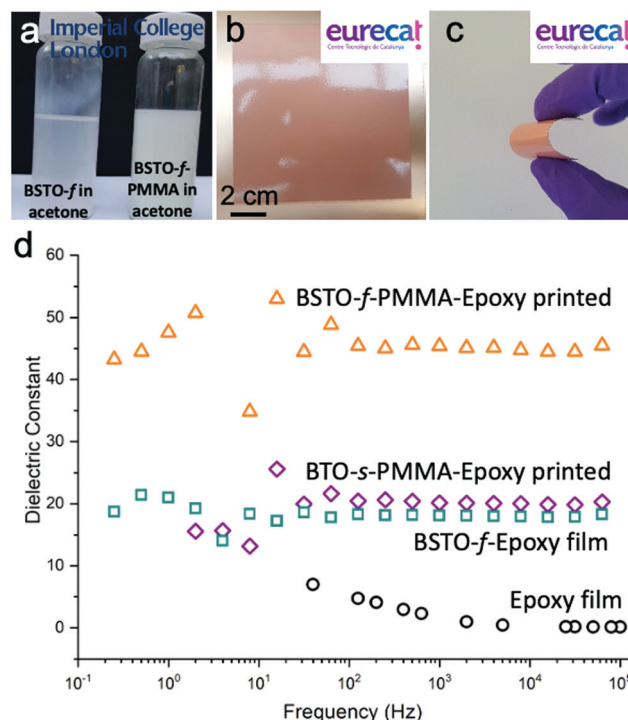 a
Imperial College
London
BSTO-f in
acetone
BSTO-f-
PMMA in
acetone
b
eurecat
Centre Tecnològic de Catalunya
2 cm
c
eurecat
Centre Tecnològic de Catalunya
d
60
50
40
30
20
10
0
Dielectric Constant
BSTO-f-PMMA-Epoxy printed
BTO-s-PMMA-Epoxy printed
BSTO-f-Epoxy film
Epoxy film
10⁻¹ 10⁰ 10¹ 10² 10³ 10⁴ 10⁵
Frequency (Hz)